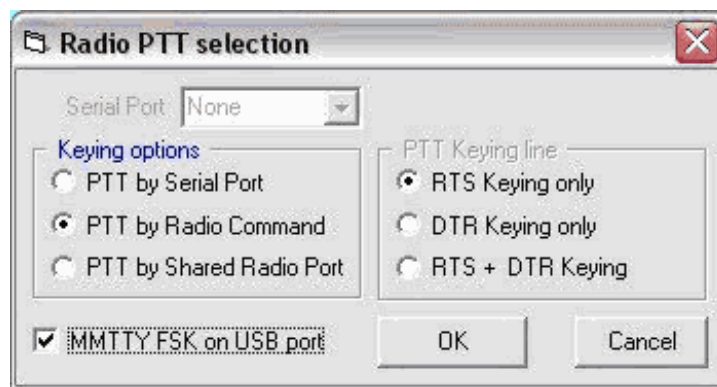 Radio PTT selection
Serial Port None
Keying options
PTT by Serial Port
PTT by Radio Command
PTT by Shared Radio Port
PTT Keying line
RTS Keying only
DTR Keying only
RTS + DTR Keying
MMTTY FSK on USB port
OK
Cancel